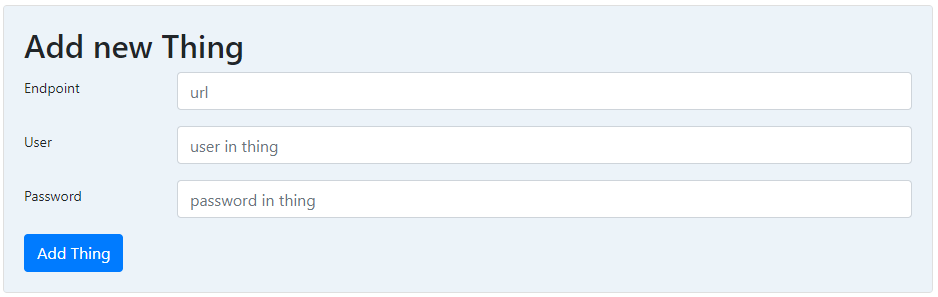 Add new Thing
Endpoint url
User user in thing
Password password in thing
Add Thing